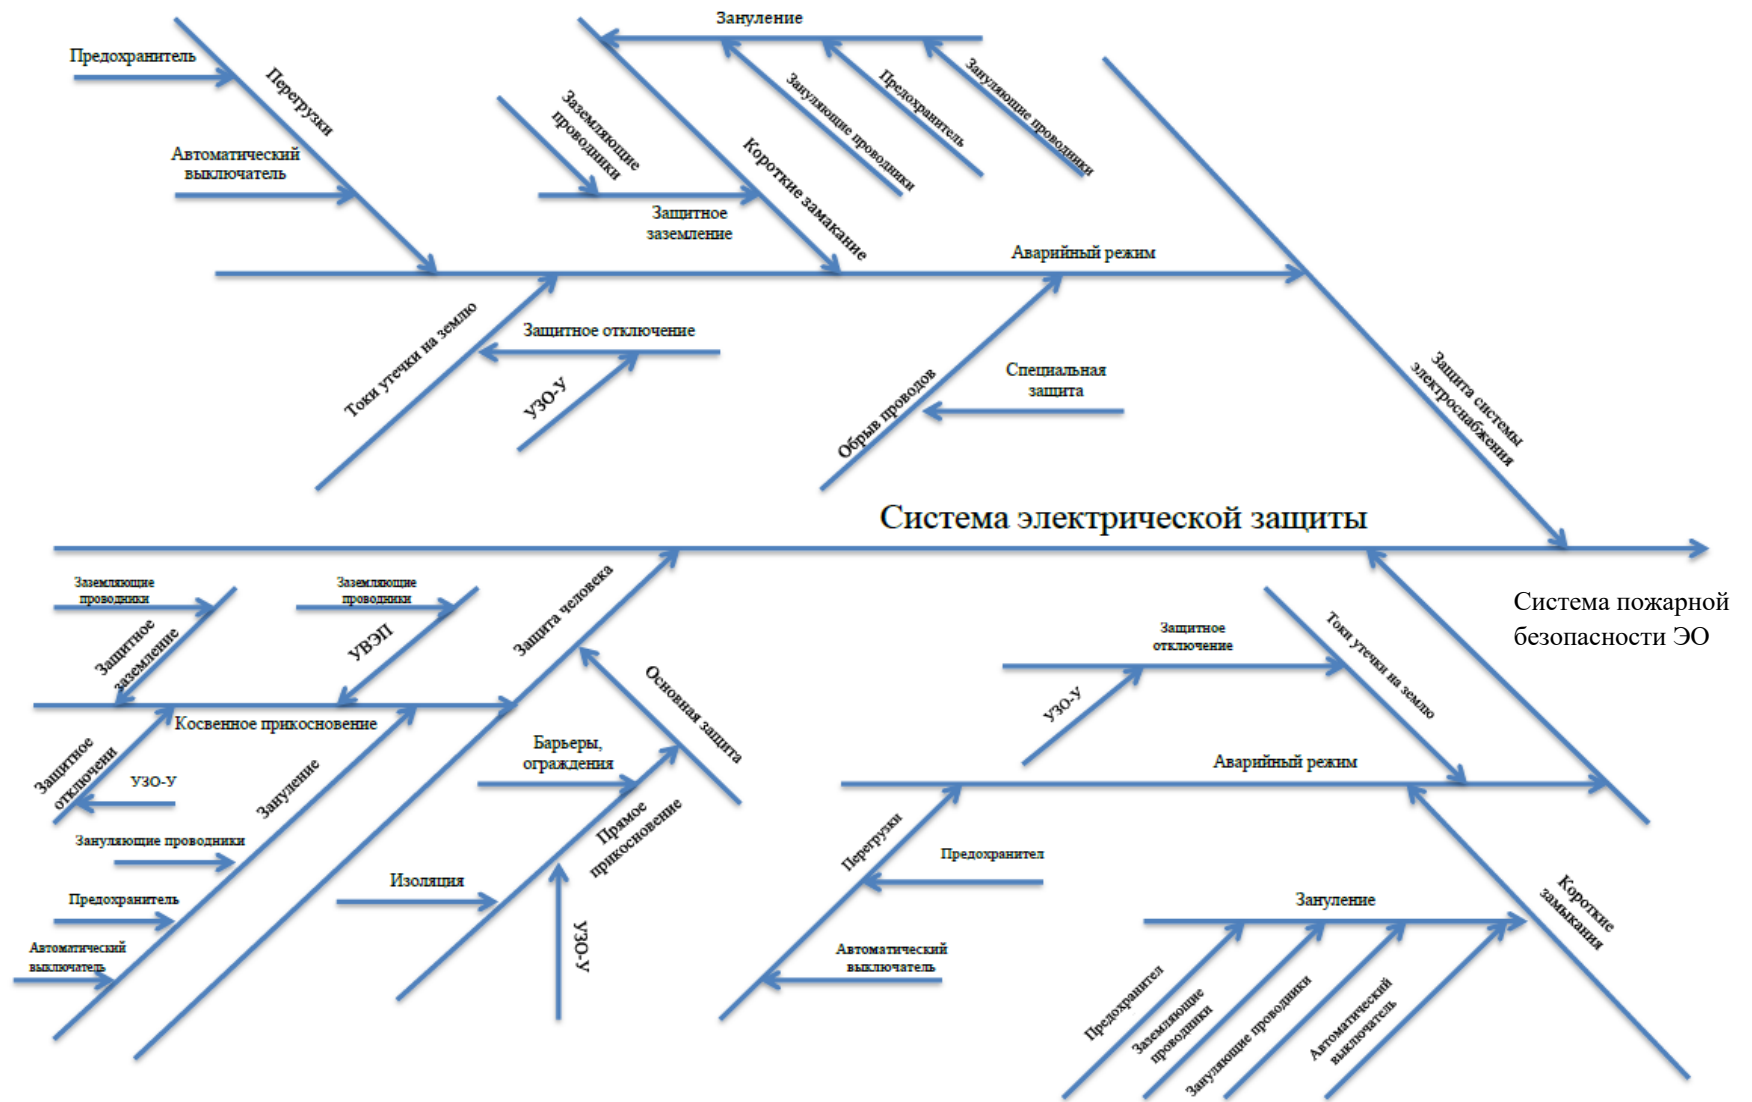 Зануление
Предохранитель
Перегрузки
Автоматический
выключатель
Заземляющие
проводники
Зануляющие проводники
Предохранитель
Зануляющие проводники
Короткие замакание
Защитное
заземление
Аварийный режим
Токи утечки на землю
Защитное отключение
УЗО-У
Обрыв проводов
Специальная
защита
Защита системы
электроснабжения
Система электрической защиты
Система пожарной
безопасности ЭО
Заземляющие
проводники
Защитное
заземление
Заземляющие
проводники
УВЭП
Защита человека
Косвенное прикосновение
Защитное
отключени
УЗО-У
Зануление
Зануляющие проводники
Предохранитель
Автоматический
выключатель
Основная защита
Барьеры,
ограждения
Прямое
прикосновение
Изоляция
УЗО-У
Защитное
отключение
УЗО-У
Токи утечки на землю
Аварийный режим
Перегрузки
Предохранител
Автоматический
выключатель
Зануление
Короткие
замыкания
Предохранител
Заземляющие
проводники
Зануляющие проводники
Автоматический
выключатель